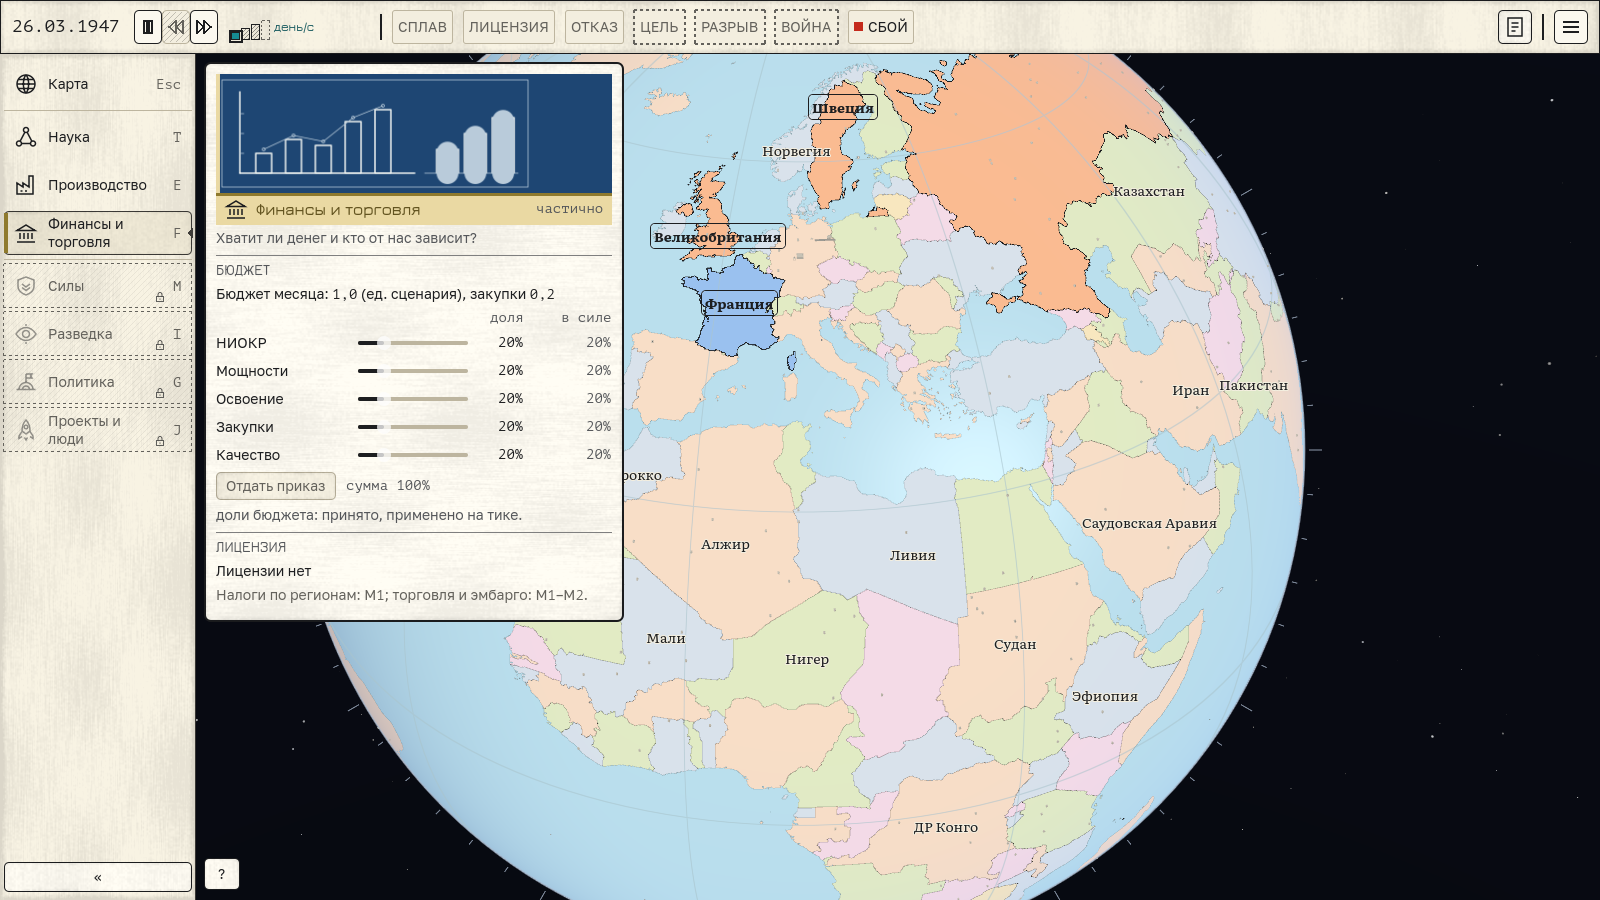 26.03.1947
день/с
СПЛАВ
ЛИЦЕНЗИЯ
ОТКАЗ
ЦЕЛЬ
РАЗРЫВ
ВОЙНА
СБОЙ
Карта Esc
Наука T
Производство E
Финансы и
торговля F
Силы M
Разведка I
Политика G
Проекты и
люди J
«
Финансы и торговля частично
Хватит ли денег и кто от нас зависит?
БЮДЖЕТ
Бюджет месяца: 1,0 (ед. сценария), закупки 0,2
доля в силе
НИОКР 20% 20%
Мощности 20% 20%
Освоение 20% 20%
Закупки 20% 20%
Качество 20% 20%
Отдать приказ сумма 100%
доли бюджета: принято, применено на тике.
ЛИЦЕНЗИЯ
Лицензии нет
Налоги по регионам: М1; торговля и эмбарго: М1–М2.
?
Швеция
Норвегия
Казахстан
Великобритания
Франция
Иран
Пакистан
рокко
Саудовская Аравия
Алжир
Ливия
Мали
Нигер
Судан
Эфиопия
ДР Конго